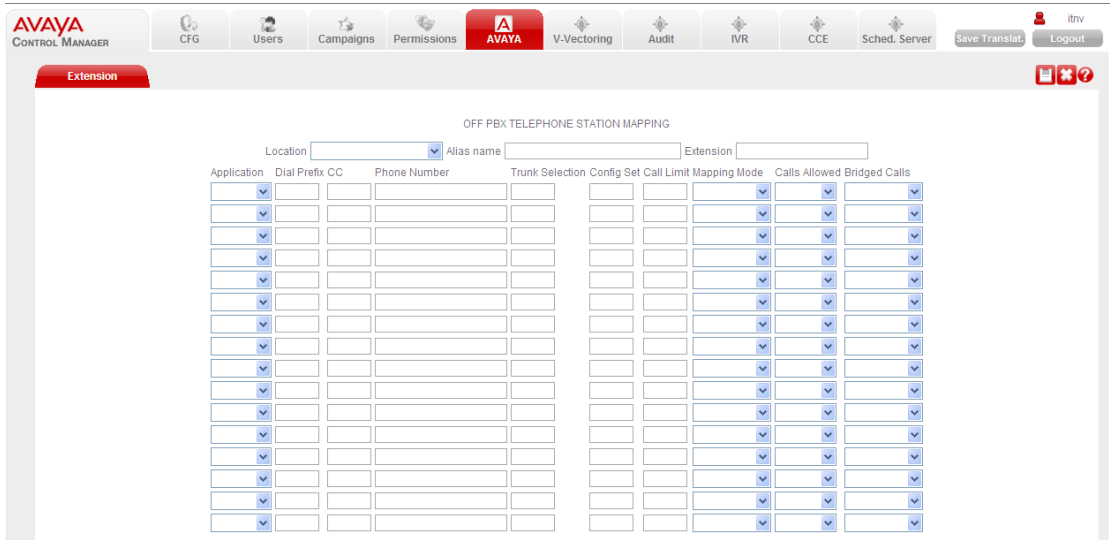 AVAYA
CONTROL MANAGER
CFG
Users
Campaigns
Permissions
A
AVAYA
V-Vectoring
Audit
IVR
CCE
Sched. Server
itnv
Save Translat.
Logout
Extension
?
OFF PBX TELEPHONE STATION MAPPING
Location Alias name Extension
Application Dial Prefix CC Phone Number Trunk Selection Config Set Call Limit Mapping Mode Calls Allowed Bridged Calls